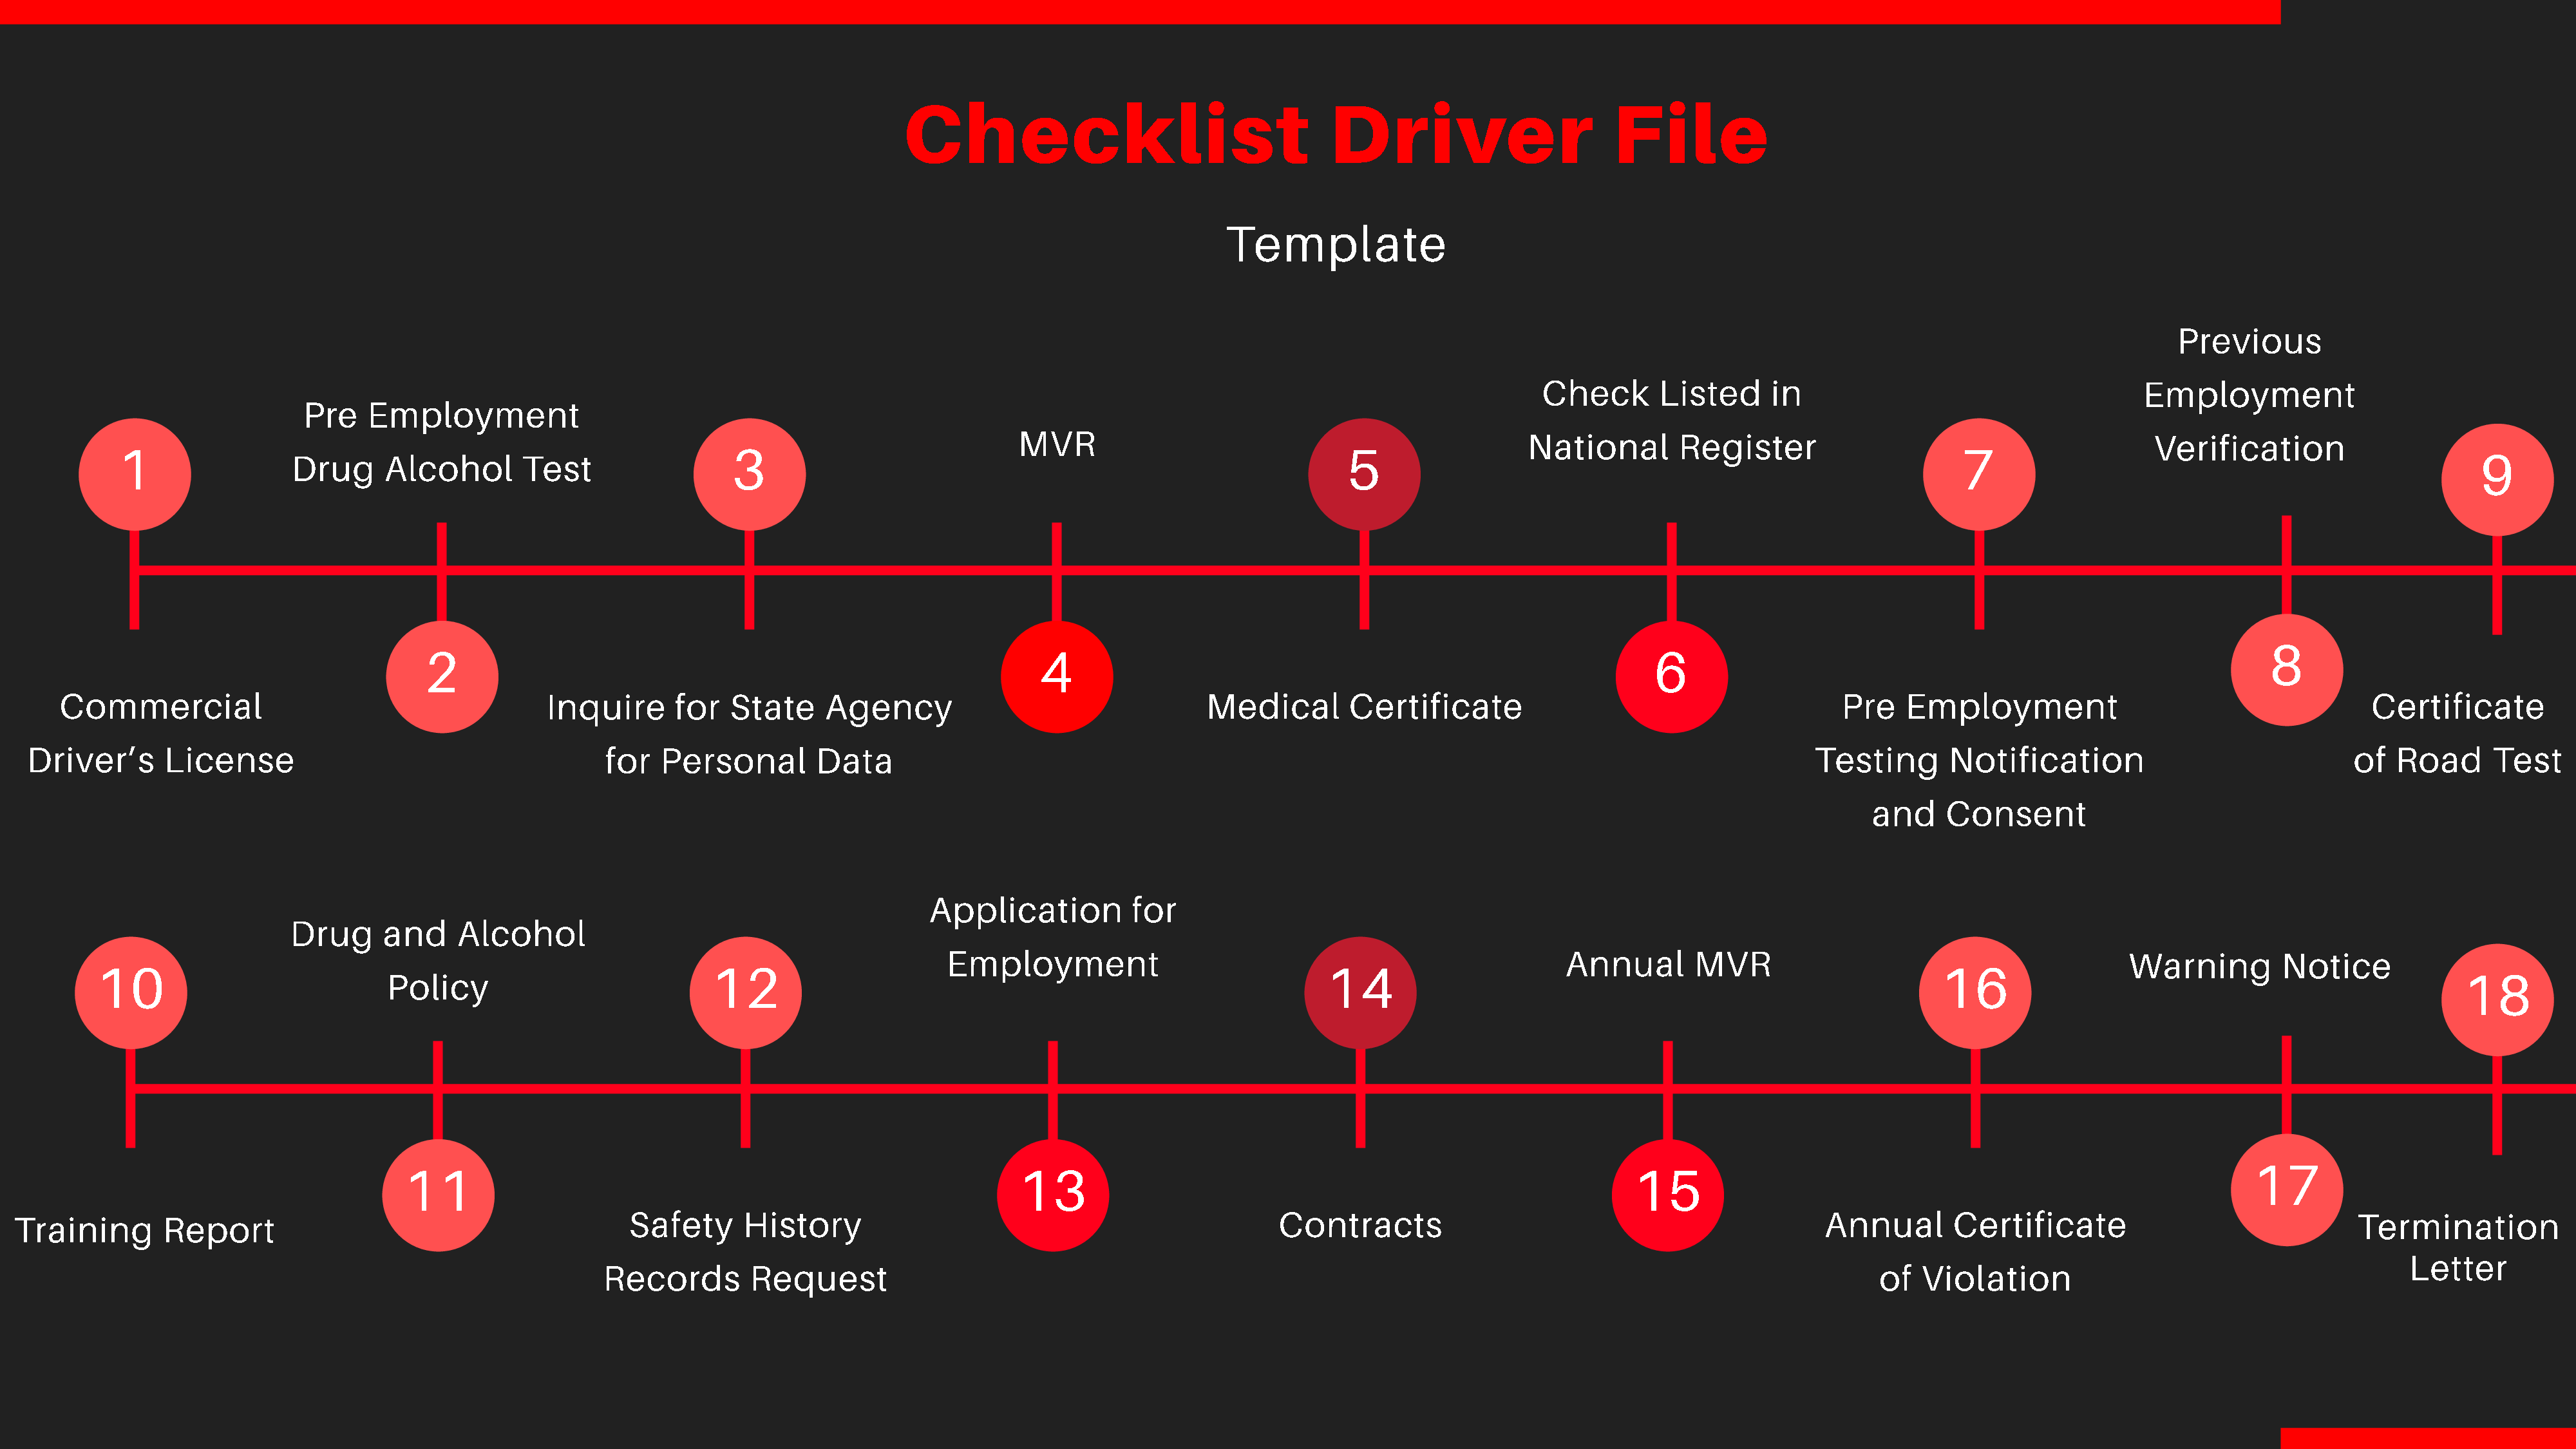 Checklist Driver File
Template
1
Pre Employment
Drug Alcohol Test
3
MVR
5
Check Listed in
National Register
7
Previous
Employment
Verification
9
Commercial
Driver’s License
2
Inquire for State Agency
for Personal Data
4
Medical Certificate
6
Pre Employment
Testing Notification
and Consent
8
Certificate
of Road Test
10
Drug and Alcohol
Policy
12
Application for
Employment
14
Annual MVR
16
Warning Notice
18
Training Report
11
Safety History
Records Request
13
Contracts
15
Annual Certificate
of Violation
17
Termination
Letter